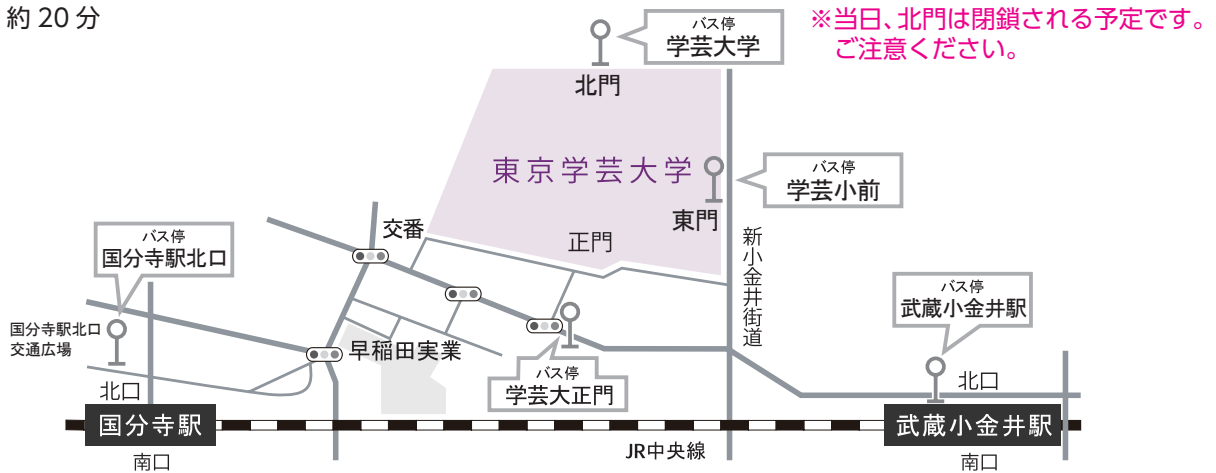 約 20 分
バス停
学芸大学
※当日、北門は閉鎖される予定です。
ご注意ください。
北門
東京学芸大学
バス停
学芸小前
東門
交番
正門
新小金井街道
バス停
国分寺駅北口
バス停
武蔵小金井駅
国分寺駅北口
交通広場
早稲田実業
バス停
学芸大正門
北口
北口
国分寺駅
武蔵小金井駅
JR中央線
南口
南口